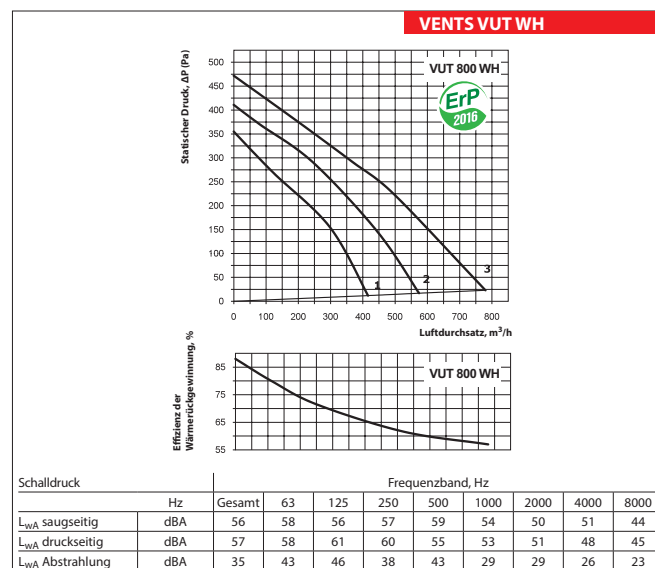 VENTS VUT WH
Statischer Druck, ΔP (Pa)
500
450
400
350
300
250
200
150
100
50
0
VUT 800 WH
ErP
2016
1
2
3
0 100 200 300 400 500 600 700 800
Luftdurchsatz, m³/h
Effizienz der
Wärmerückgewinnung, %
85
75
65
55
VUT 800 WH
Schalldruck Frequenzband, Hz
Hz Gesamt 63 125 250 500 1000 2000 4000 8000
LwA saugseitig dBA 56 58 56 57 59 54 50 51 44
LwA druckseitig dBA 57 58 61 60 55 53 51 48 45
LwA Abstrahlung dBA 35 43 46 38 43 29 29 26 23